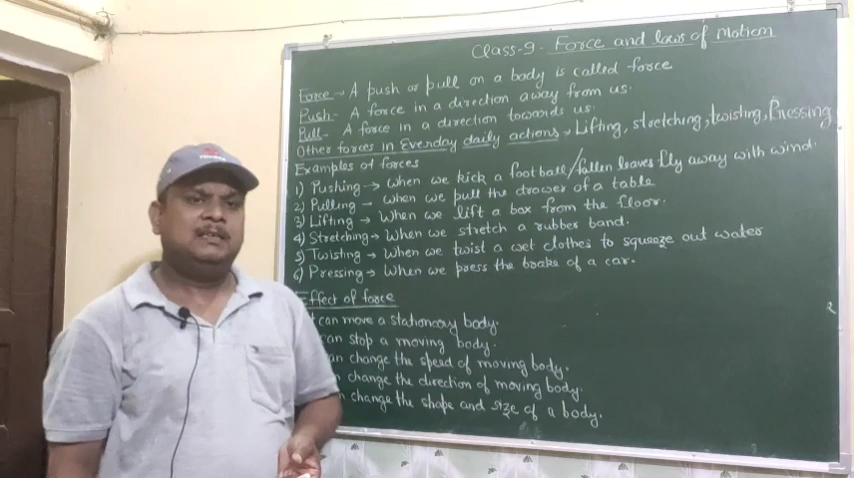 Class-9 - Force and laws of Motion
Force → A push or pull on a body is called force
Push- A force in a direction away from us.
Pull- A force in a direction towards us.
Other forces in Everyday daily actions → Lifting, stretching, twisting, Pressing
Examples of forces
1) Pushing → When we kick a football/fallen leaves fly away with wind.
2) Pulling – when we pull the drawer of a table
3) Lifting → When we lift a box from the floor.
4) Stretching → When we stretch a rubber band.
5) Twisting → When we twist a wet clothes to squeeze out water
6) Pressing → When we press the brake of a car.
Effect of force
can move a stationary body.
can stop a moving body.
can change the speed of moving body.
change the direction of moving body.
change the shape and size of a body.